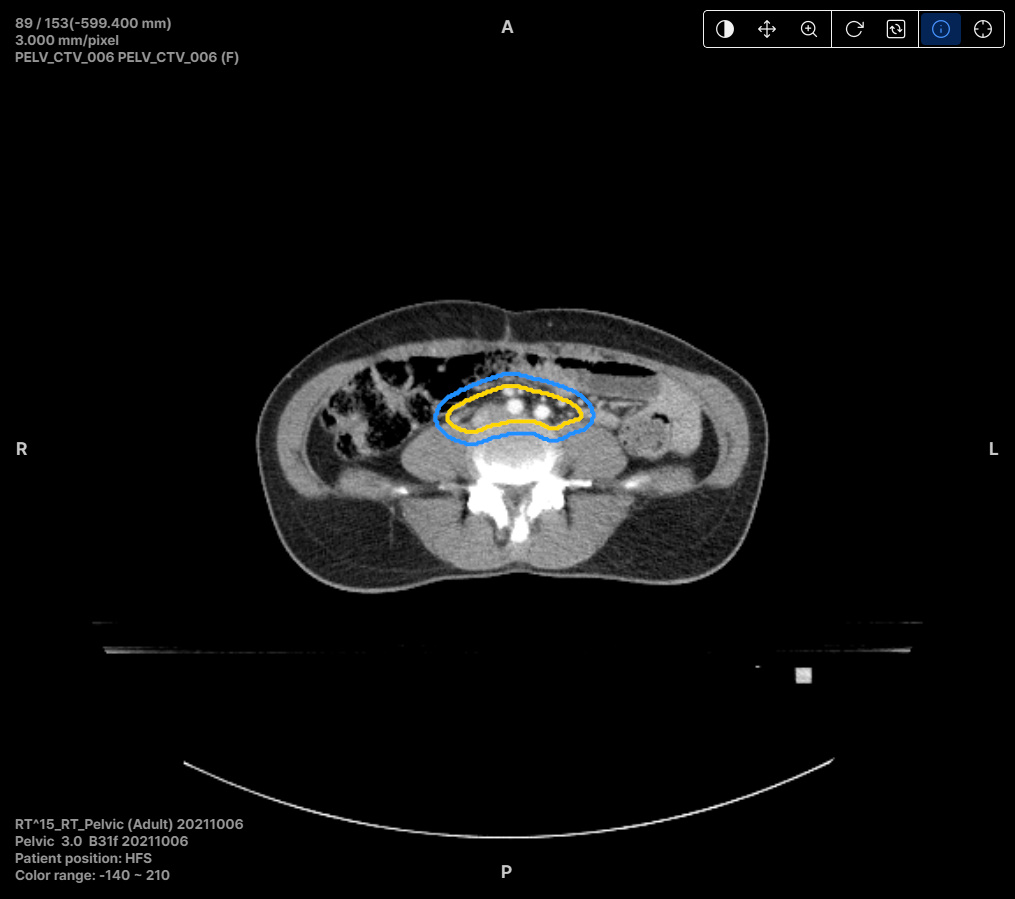 89 / 153(-599.400 mm)
3.000 mm/pixel
PELV_CTV_006 PELV_CTV_006 (F)
A
R
L
RT^15_RT_Pelvic (Adult) 20211006
Pelvic  3.0  B31f 20211006
Patient position: HFS
Color range: -140 ~ 210
P